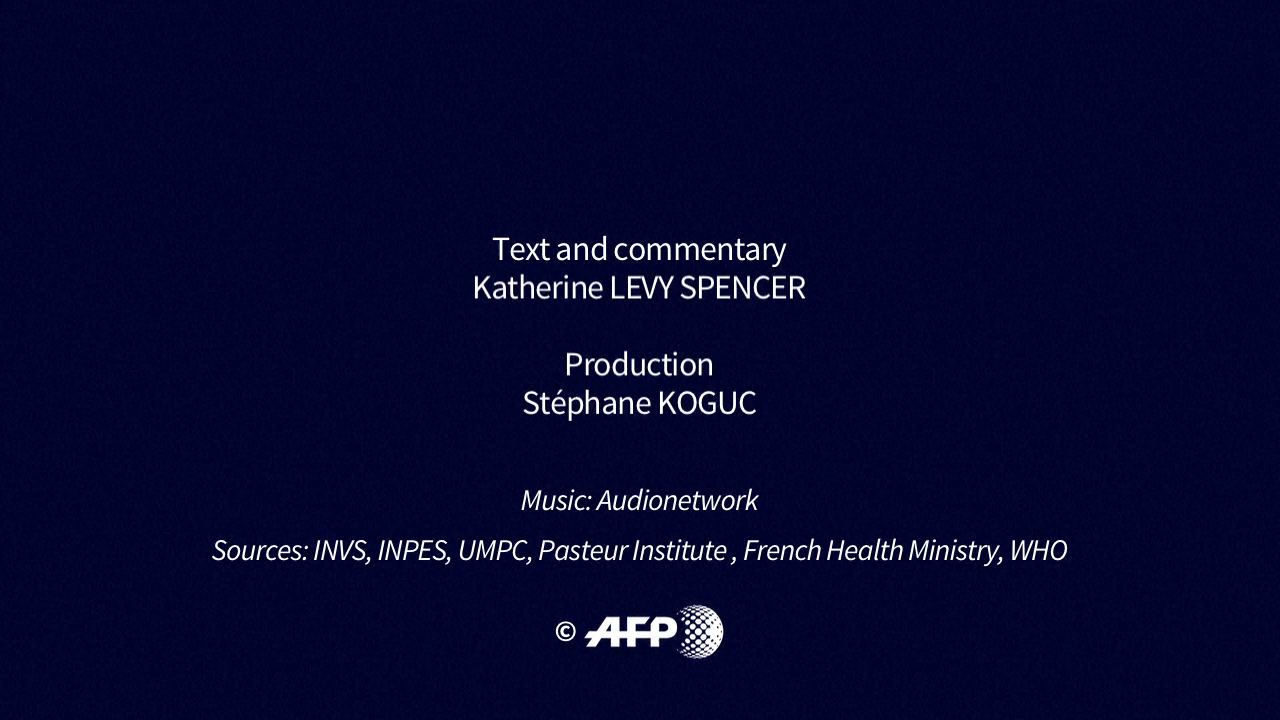 Text and commentary
Katherine LEVY SPENCER
Production
Stéphane KOGUC
Music: Audionetwork
Sources: INVS, INPES, UMPC, Pasteur Institute , French Health Ministry, WHO
© AFP